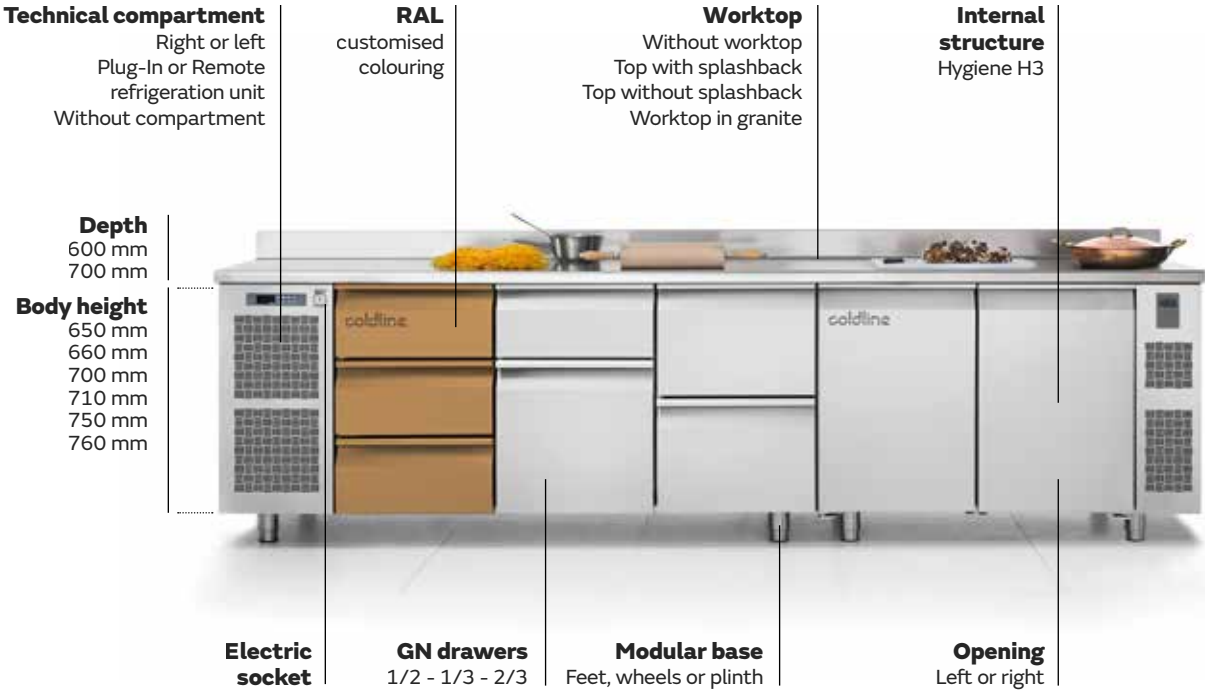 Technical compartment
Right or left
Plug-In or Remote
refrigeration unit
Without compartment
RAL
customised
colouring
Worktop
Without worktop
Top with splashback
Top without splashback
Worktop in granite
Internal
structure
Hygiene H3
Depth
600 mm
700 mm
Body height
650 mm
660 mm
700 mm
710 mm
750 mm
760 mm
coldline
coldline
Electric
socket
GN drawers
1/2 - 1/3 - 2/3
Modular base
Feet, wheels or plinth
Opening
Left or right